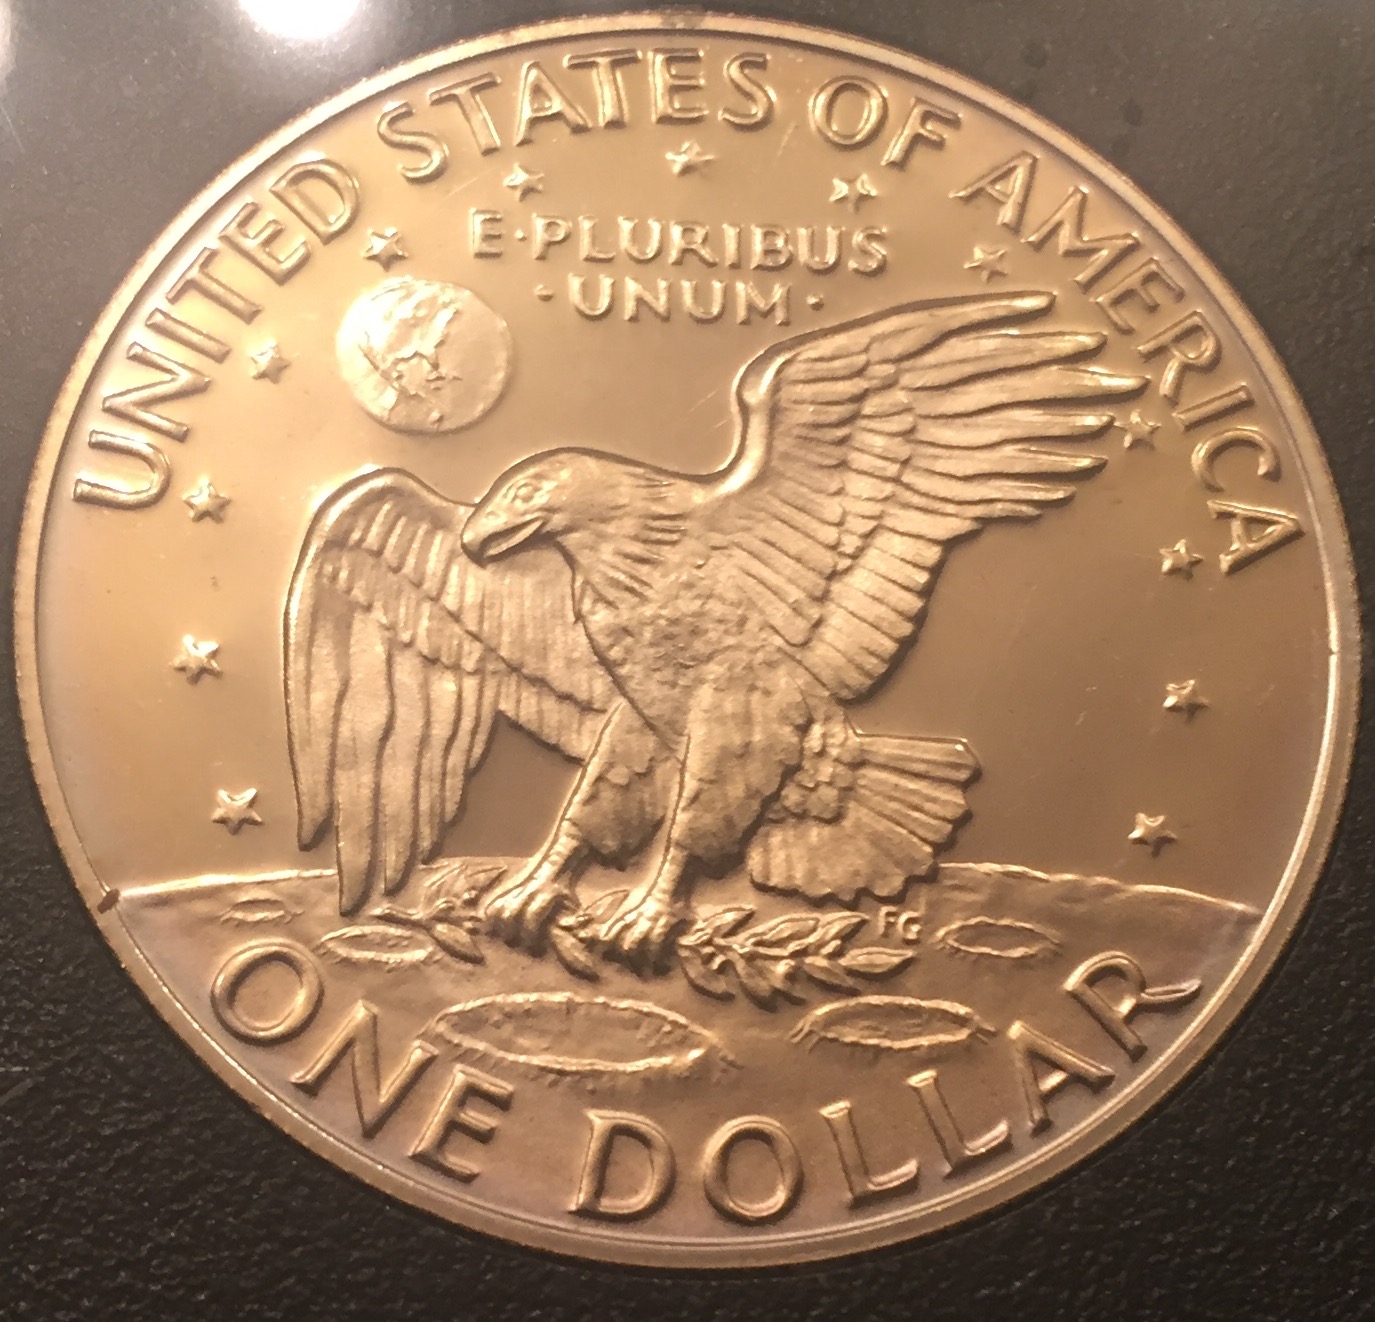 UNITED STATES OF AMERICA
E·PLURIBUS
·UNUM·
FG
ONE DOLLAR